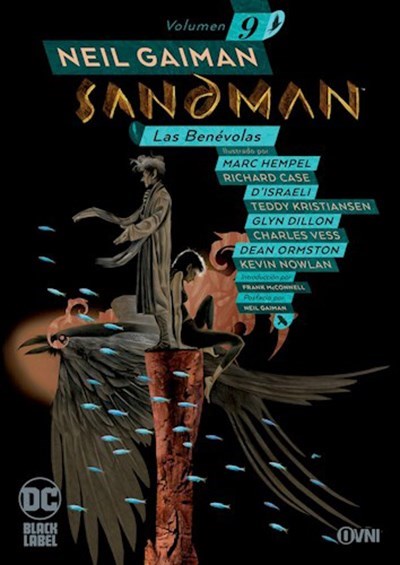 Volumen 9
NEIL GAIMAN
SANDMAN™
Las Benévolas
Ilustrado por
MARC HEMPEL
RICHARD CASE
D'ISRAELI
TEDDY KRISTIANSEN
GLYN DILLON
CHARLES VESS
DEAN ORMSTON
KEVIN NOWLAN
Introducción por
FRANK McCONNELL
Posfacio por
NEIL GAIMAN
DC
BLACK
LABEL
OVNI